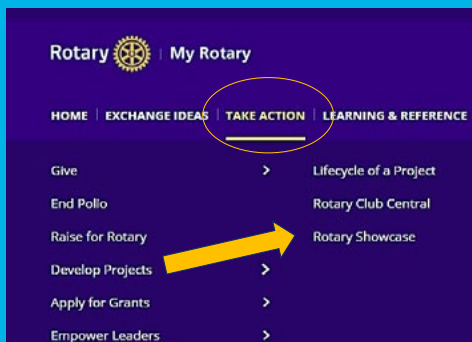 Rotary | My Rotary
HOME | EXCHANGE IDEAS | TAKE ACTION | LEARNING & REFERENCE
Give >
End Polio
Raise for Rotary
Develop Projects >
Apply for Grants >
Empower Leaders >
Lifecycle of a Project
Rotary Club Central
Rotary Showcase